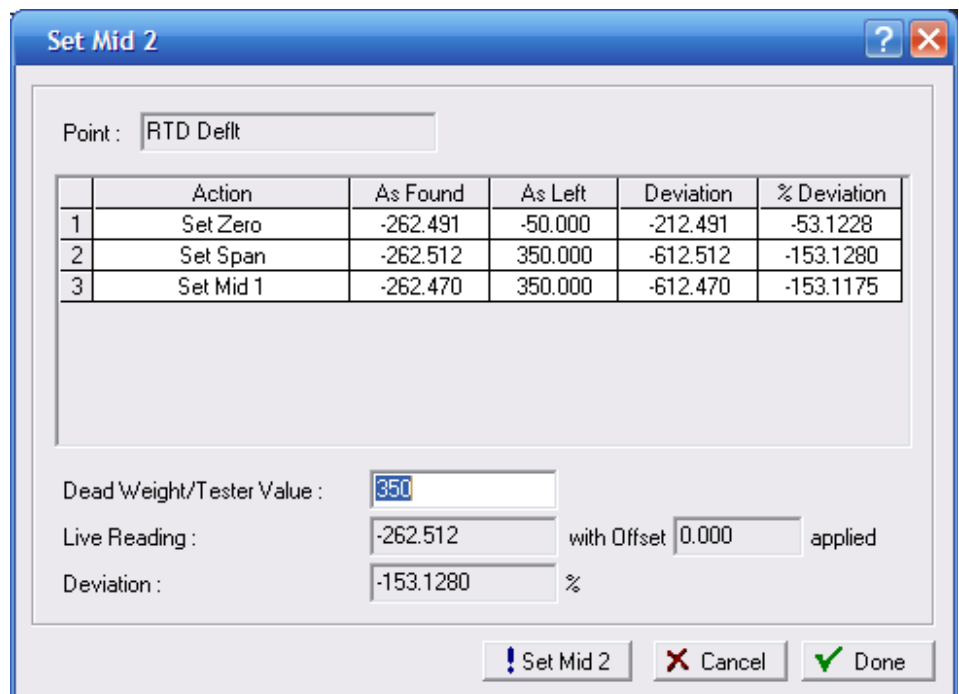 Set Mid 2
Point : RTD Deflt
Action As Found As Left Deviation % Deviation
1 Set Zero -262.491 -50.000 -212.491 -53.1228
2 Set Span -262.512 350.000 -612.512 -153.1280
3 Set Mid 1 -262.470 350.000 -612.470 -153.1175
Dead Weight/Tester Value : 350
Live Reading : -262.512 with Offset 0.000 applied
Deviation : -153.1280 %
! Set Mid 2 Cancel Done